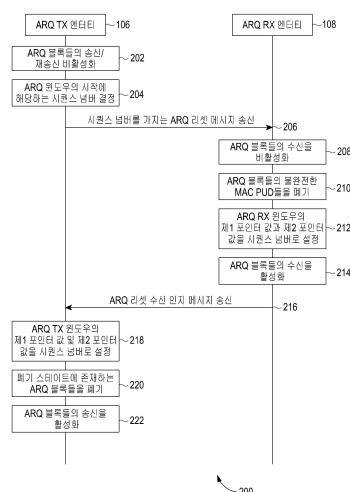 ARQ TX 엔터티
106
ARQ RX 엔터티
108
ARQ 블록들의 송신/
재송신 비활성화
202
ARQ 윈도우의 시작에
해당하는 시퀀스 넘버 결정
204
시퀀스 넘버를 가지는 ARQ 리셋 메시지 송신
206
ARQ 블록들의 수신을
비활성화
208
ARQ 블록들의 불완전한
MAC PUD들을 폐기
210
ARQ RX 윈도우의
제1 포인터 값과 제2 포인터
값을 시퀀스 넘버로 설정
212
ARQ 블록들의 수신을
활성화
214
ARQ 리셋 수신 인지 메시지 송신
216
ARQ TX 윈도우의
제1 포인터 값 및 제2 포인터
값을 시퀀스 넘버로 설정
218
폐기 스테이트에 존재하는
ARQ 블록들을 폐기
220
ARQ 블록들의 송신을
활성화
222
200